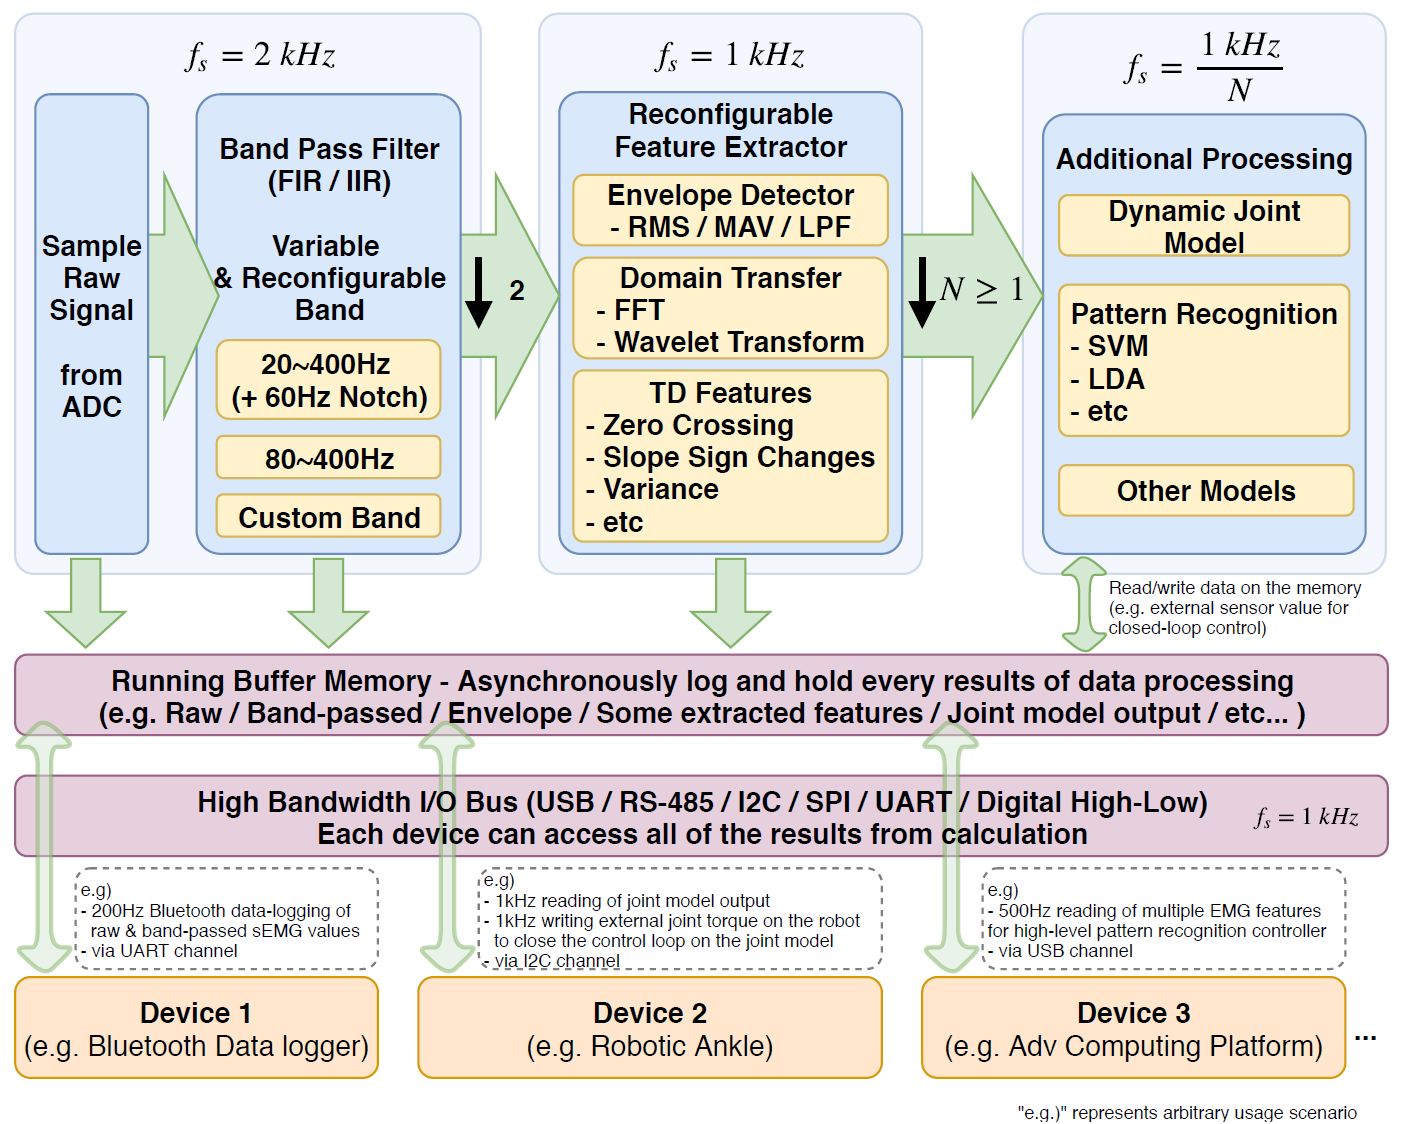 f_s = 2 kHz
Sample
Raw
Signal
from
ADC
Band Pass Filter
(FIR / IIR)
Variable
& Reconfigurable
Band
20~400Hz
(+ 60Hz Notch)
80~400Hz
Custom Band
2
f_s = 1 kHz
Reconfigurable
Feature Extractor
Envelope Detector
- RMS / MAV / LPF
Domain Transfer
- FFT
- Wavelet Transform
TD Features
- Zero Crossing
- Slope Sign Changes
- Variance
- etc
N ≥ 1
f_s = 1 kHz / N
Additional Processing
Dynamic Joint
Model
Pattern Recognition
- SVM
- LDA
- etc
Other Models
Read/write data on the memory
(e.g. external sensor value for
closed-loop control)
Running Buffer Memory - Asynchronously log and hold every results of data processing
(e.g. Raw / Band-passed / Envelope / Some extracted features / Joint model output / etc... )
High Bandwidth I/O Bus (USB / RS-485 / I2C / SPI / UART / Digital High-Low)
Each device can access all of the results from calculation
f_s = 1 kHz
e.g)
- 200Hz Bluetooth data-logging of
raw & band-passed sEMG values
- via UART channel
e.g)
- 1kHz reading of joint model output
- 1kHz writing external joint torque on the robot
to close the control loop on the joint model
- via I2C channel
e.g)
- 500Hz reading of multiple EMG features
for high-level pattern recognition controller
- via USB channel
Device 1
(e.g. Bluetooth Data logger)
Device 2
(e.g. Robotic Ankle)
Device 3
(e.g. Adv Computing Platform)
...
"e.g.)" represents arbitrary usage scenario